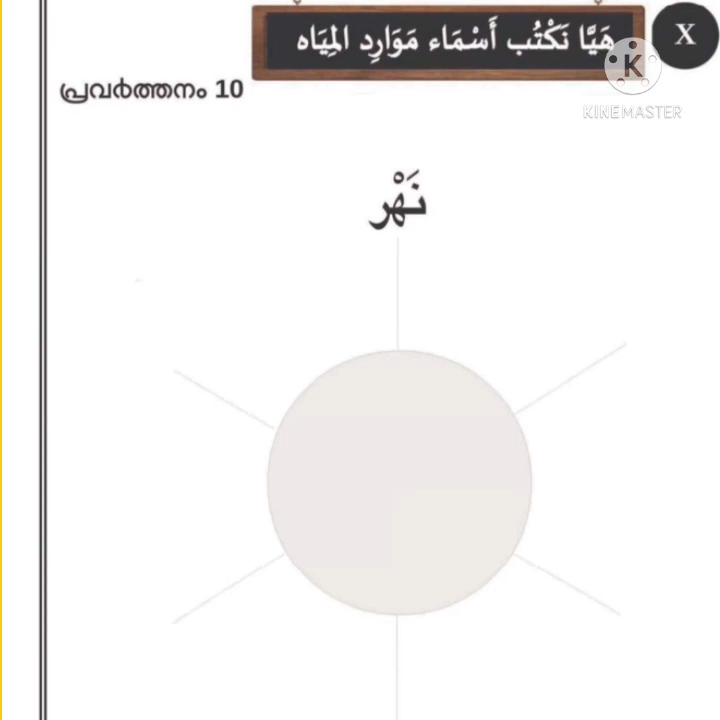 هَيَّا نَكْتُب أَسْمَاء مَوَارِد المِيَاه
X
K
KINEMASTER
പ്രവർത്തനം 10
نَهْر